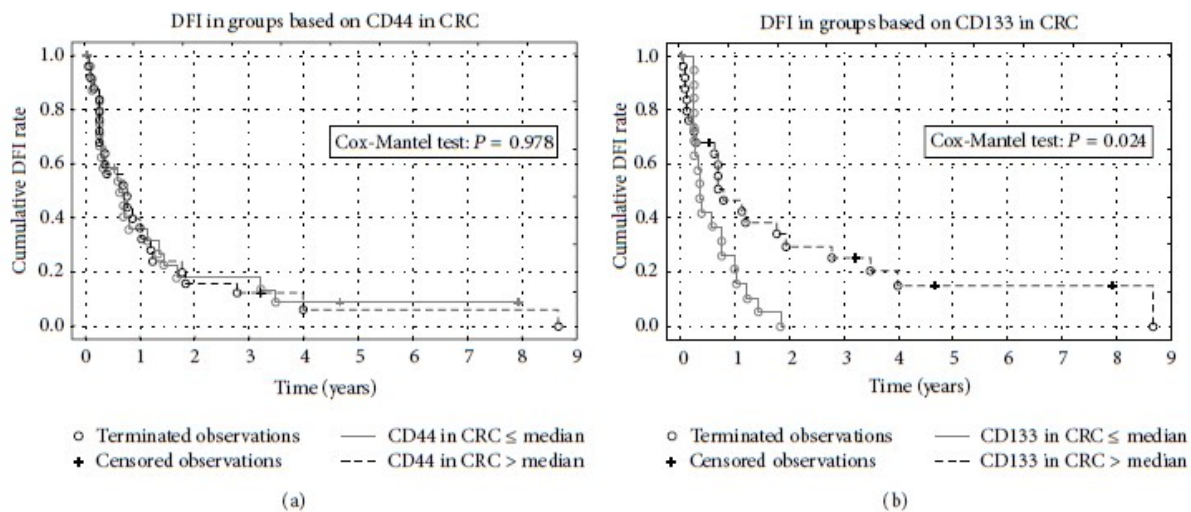 DFI in groups based on CD44 in CRC
1.0
0.8
0.6
0.4
0.2
0.0
Cumulative DFI rate
Cox-Mantel test: P = 0.978
0 1 2 3 4 5 6 7 8 9
Time (years)
Terminated observations
Censored observations
CD44 in CRC ≤ median
CD44 in CRC > median
(a)
DFI in groups based on CD133 in CRC
1.0
0.8
0.6
0.4
0.2
0.0
Cumulative DFI rate
Cox-Mantel test: P = 0.024
0 1 2 3 4 5 6 7 8 9
Time (years)
Terminated observations
Censored observations
CD133 in CRC ≤ median
CD133 in CRC > median
(b)